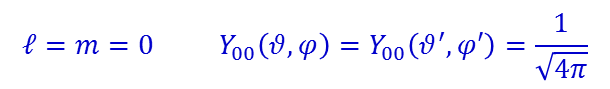 ℓ = m = 0 Y₀₀(ϑ, φ) = Y₀₀(ϑ′, φ′) = 1/√4π